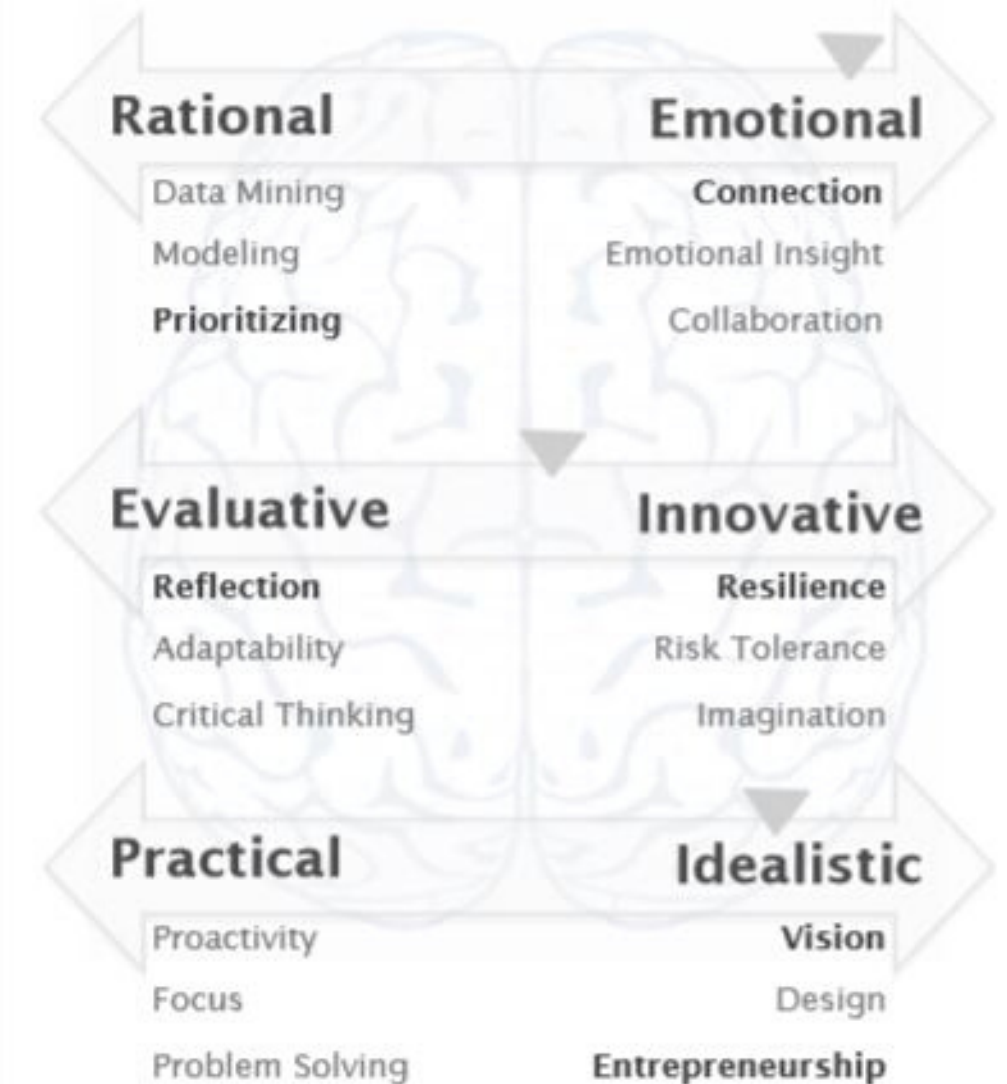 Rational Emotional
Data Mining Connection
Modeling Emotional Insight
Prioritizing Collaboration
Evaluative Innovative
Reflection Resilience
Adaptability Risk Tolerance
Critical Thinking Imagination
Practical Idealistic
Proactivity Vision
Focus Design
Problem Solving Entrepreneurship